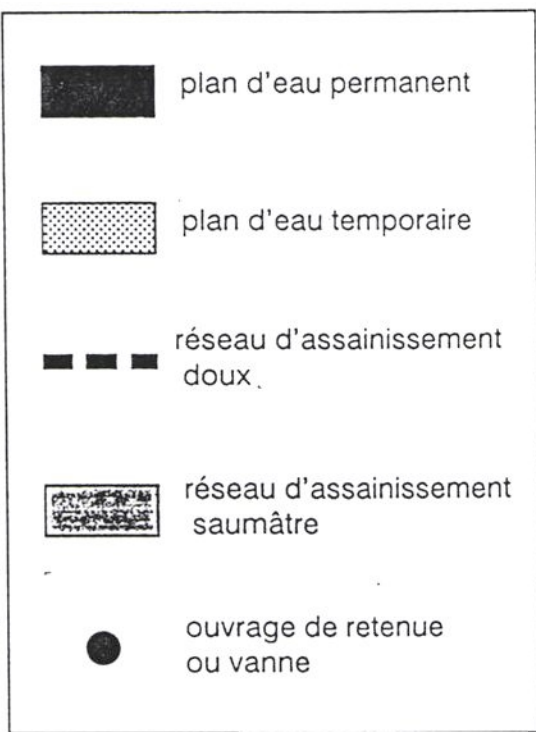 plan d'eau permanent
plan d'eau temporaire
réseau d'assainissement
doux
réseau d'assainissement
saumâtre
ouvrage de retenue
ou vanne